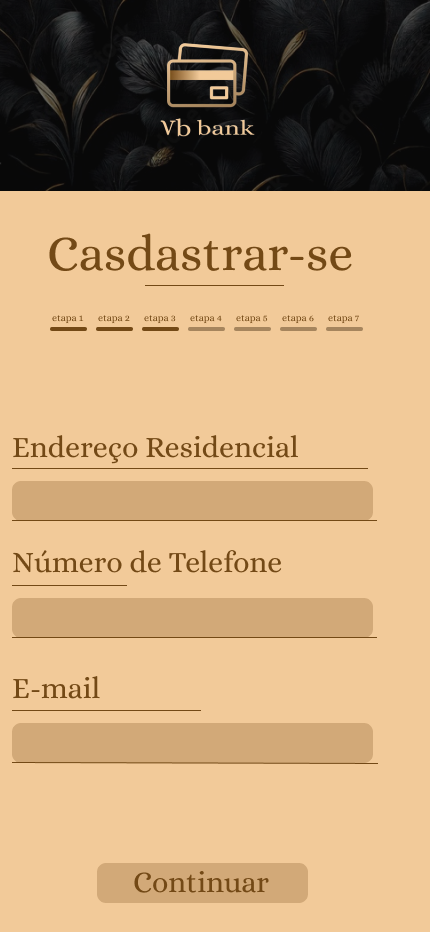 Vb bank
Casdastrar-se
etapa 1 etapa 2 etapa 3 etapa 4 etapa 5 etapa 6 etapa 7
Endereço Residencial
Número de Telefone
E-mail
Continuar